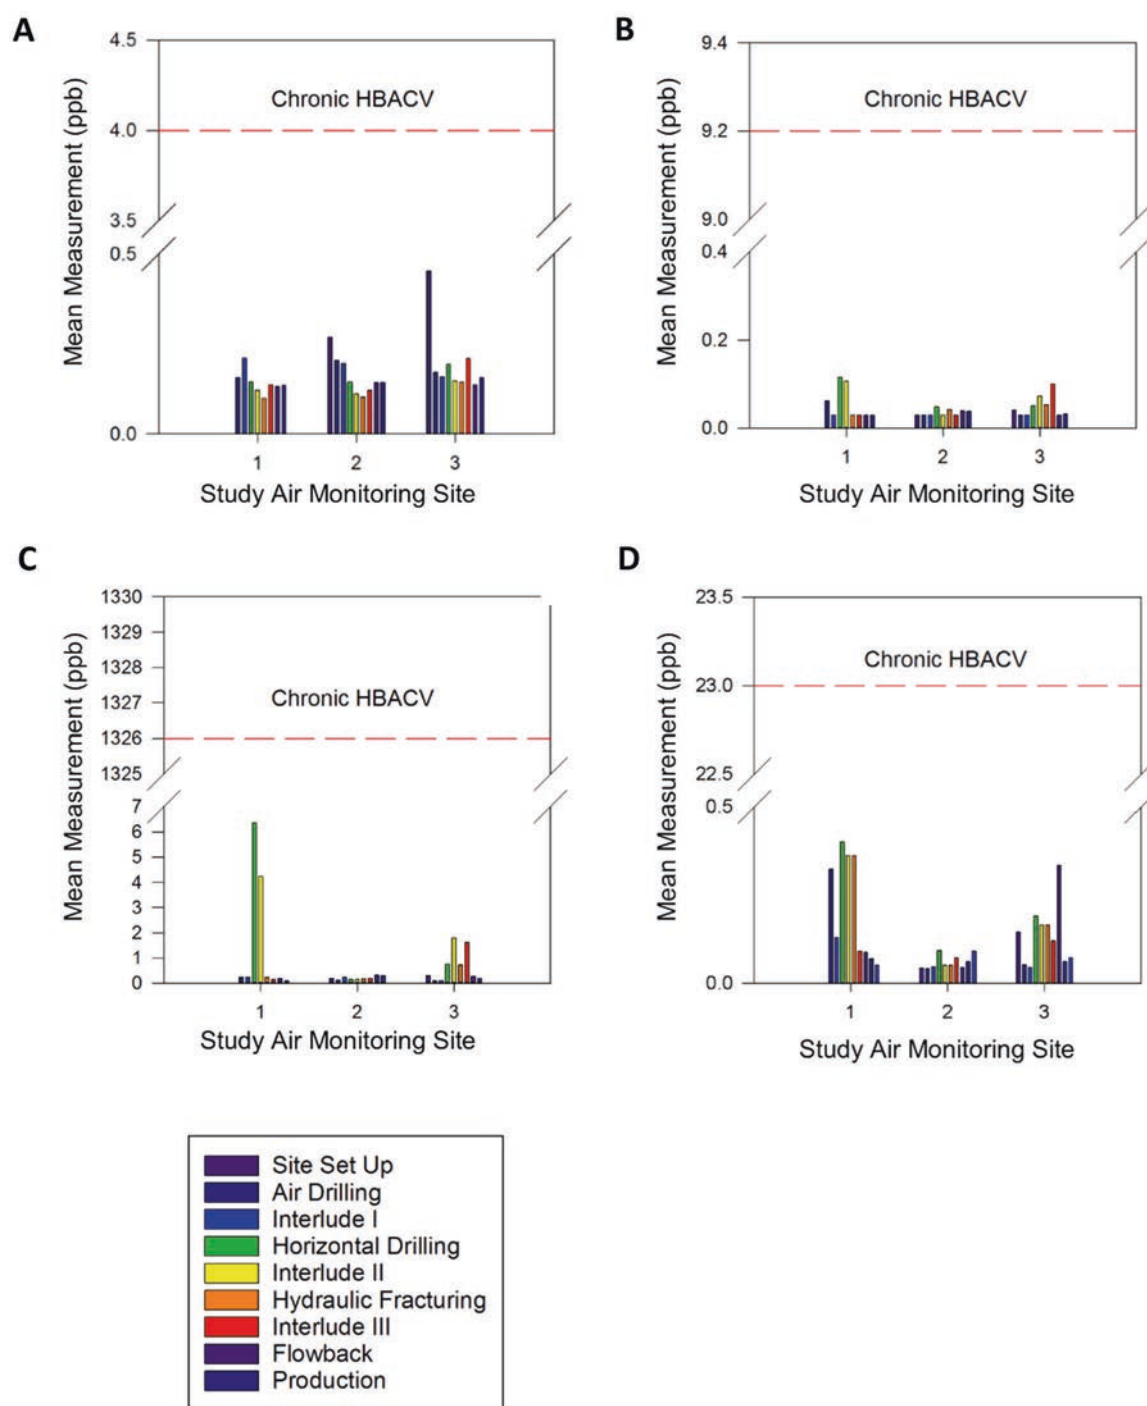 A
Mean Measurement (ppb)
4.5
4.0
3.5
0.5
0.0
Chronic HBACV
1 2 3
Study Air Monitoring Site
B
Mean Measurement (ppb)
9.4
9.2
9.0
0.4
0.2
0.0
Chronic HBACV
1 2 3
Study Air Monitoring Site
C
Mean Measurement (ppb)
1330
1329
1328
1327
1326
1325
7
6
5
4
3
2
1
0
Chronic HBACV
1 2 3
Study Air Monitoring Site
D
Mean Measurement (ppb)
23.5
23.0
22.5
0.5
0.0
Chronic HBACV
1 2 3
Study Air Monitoring Site
Site Set Up
Air Drilling
Interlude I
Horizontal Drilling
Interlude II
Hydraulic Fracturing
Interlude III
Flowback
Production